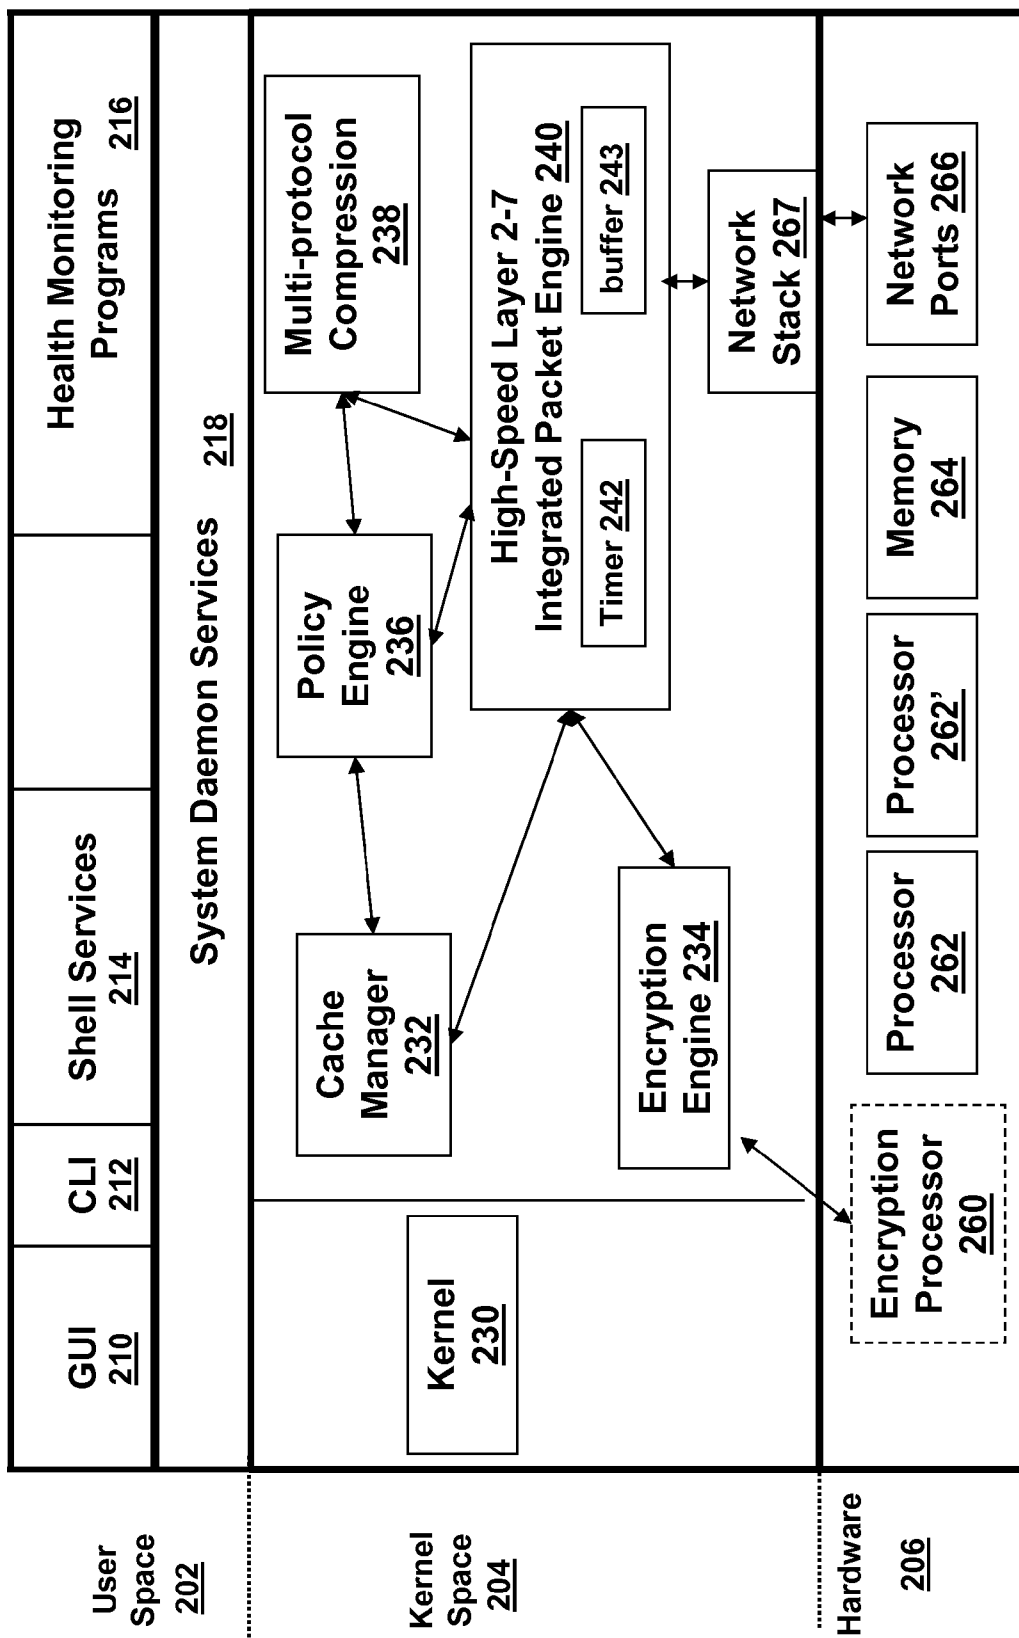 User
Space
202
GUI
210
CLI
212
Shell Services
214
Health Monitoring
Programs 216
System Daemon Services 218
Kernel
Space
204
Kernel
230
Cache
Manager
232
Policy
Engine
236
Multi-protocol
Compression
238
High-Speed Layer 2-7
Integrated Packet Engine 240
Timer 242
buffer 243
Encryption
Engine 234
Network
Stack 267
Hardware
206
Encryption
Processor
260
Processor
262
Processor
262’
Memory
264
Network
Ports 266